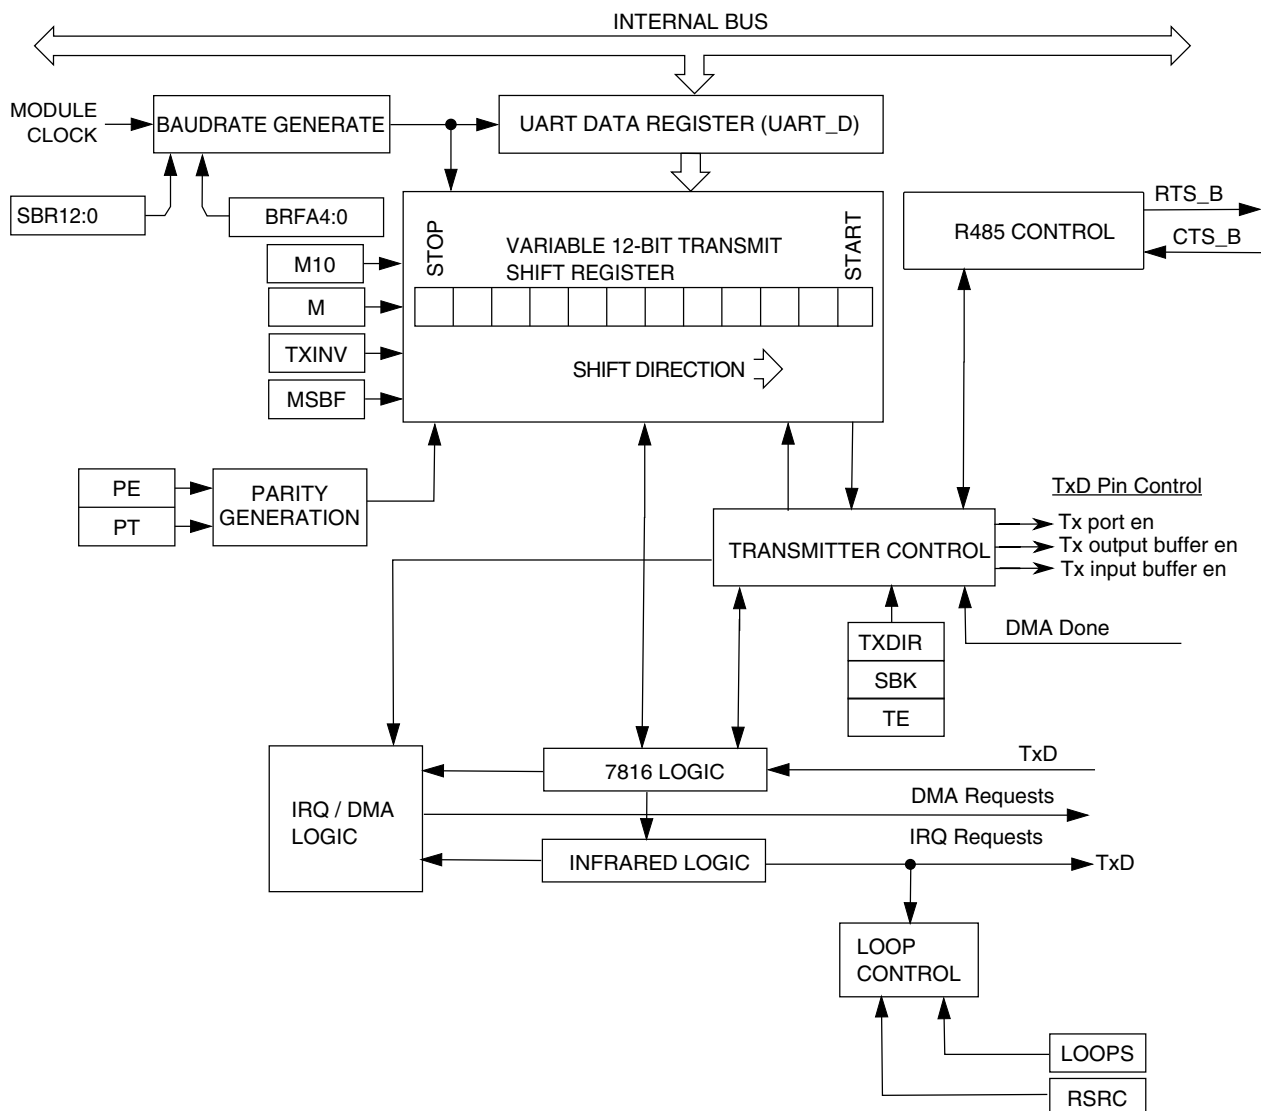 INTERNAL BUS
MODULE
CLOCK
BAUDRATE GENERATE
UART DATA REGISTER (UART_D)
SBR12:0
BRFA4:0
STOP
VARIABLE 12-BIT TRANSMIT
SHIFT REGISTER
START
R485 CONTROL
RTS_B
CTS_B
M10
M
TXINV
MSBF
SHIFT DIRECTION
PE
PT
PARITY
GENERATION
TRANSMITTER CONTROL
TxD Pin Control
Tx port en
Tx output buffer en
Tx input buffer en
DMA Done
TXDIR
SBK
TE
IRQ / DMA
LOGIC
7816 LOGIC
TxD
DMA Requests
IRQ Requests
INFRARED LOGIC
TxD
LOOP
CONTROL
LOOPS
RSRC